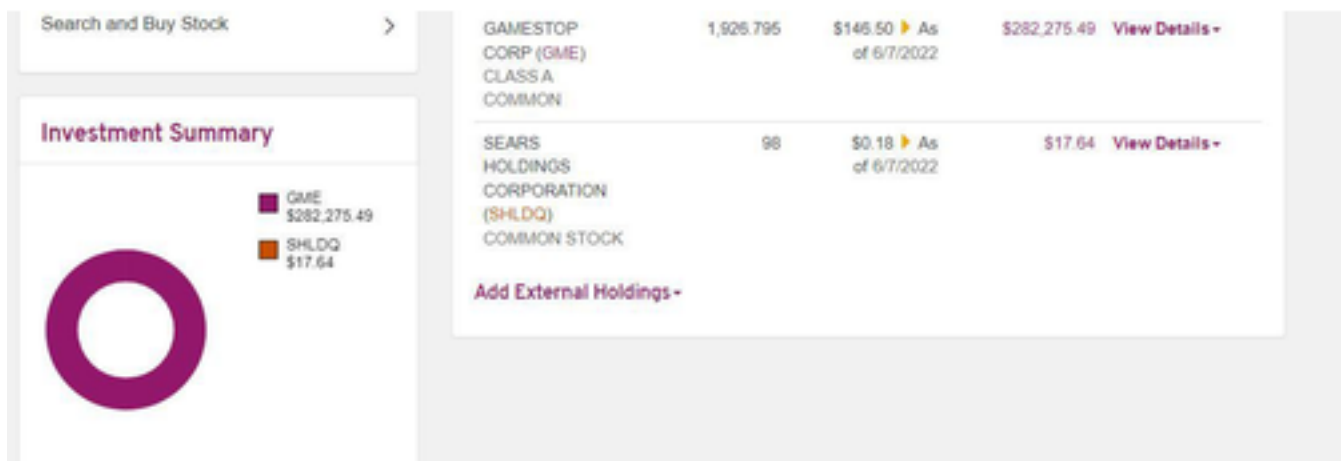 Search and Buy Stock
Investment Summary
GME
$282,275.49
SHLDQ
$17.64
GAMESTOP 1,926.795 $146.50 As $282,275.49 View Details
CORP (GME) of 6/7/2022
CLASS A
COMMON
SEARS 98 $0.18 As $17.64 View Details
HOLDINGS of 6/7/2022
CORPORATION
(SHLDQ)
COMMON STOCK
Add External Holdings